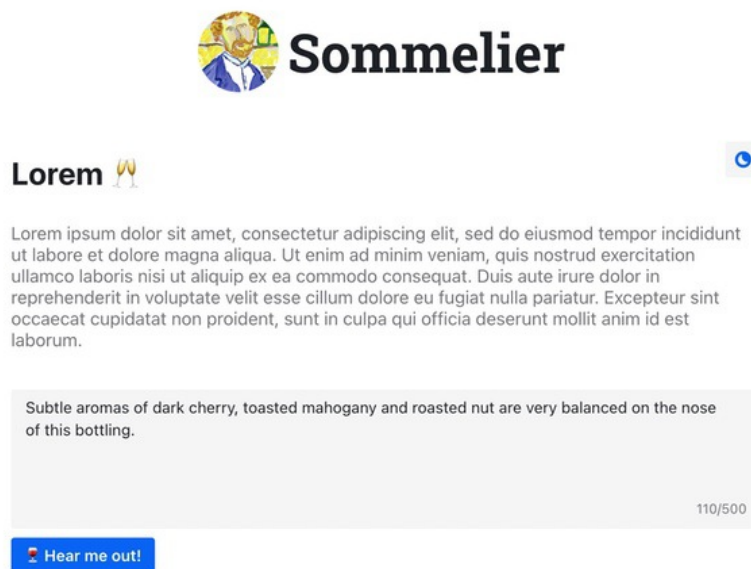 Sommelier
Lorem 🥂
Lorem ipsum dolor sit amet, consectetur adipiscing elit, sed do eiusmod tempor incididunt
ut labore et dolore magna aliqua. Ut enim ad minim veniam, quis nostrud exercitation
ullamco laboris nisi ut aliquip ex ea commodo consequat. Duis aute irure dolor in
reprehenderit in voluptate velit esse cillum dolore eu fugiat nulla pariatur. Excepteur sint
occaecat cupidatat non proident, sunt in culpa qui officia deserunt mollit anim id est
laborum.
Subtle aromas of dark cherry, toasted mahogany and roasted nut are very balanced on the nose
of this bottling.
110/500
🍷 Hear me out!